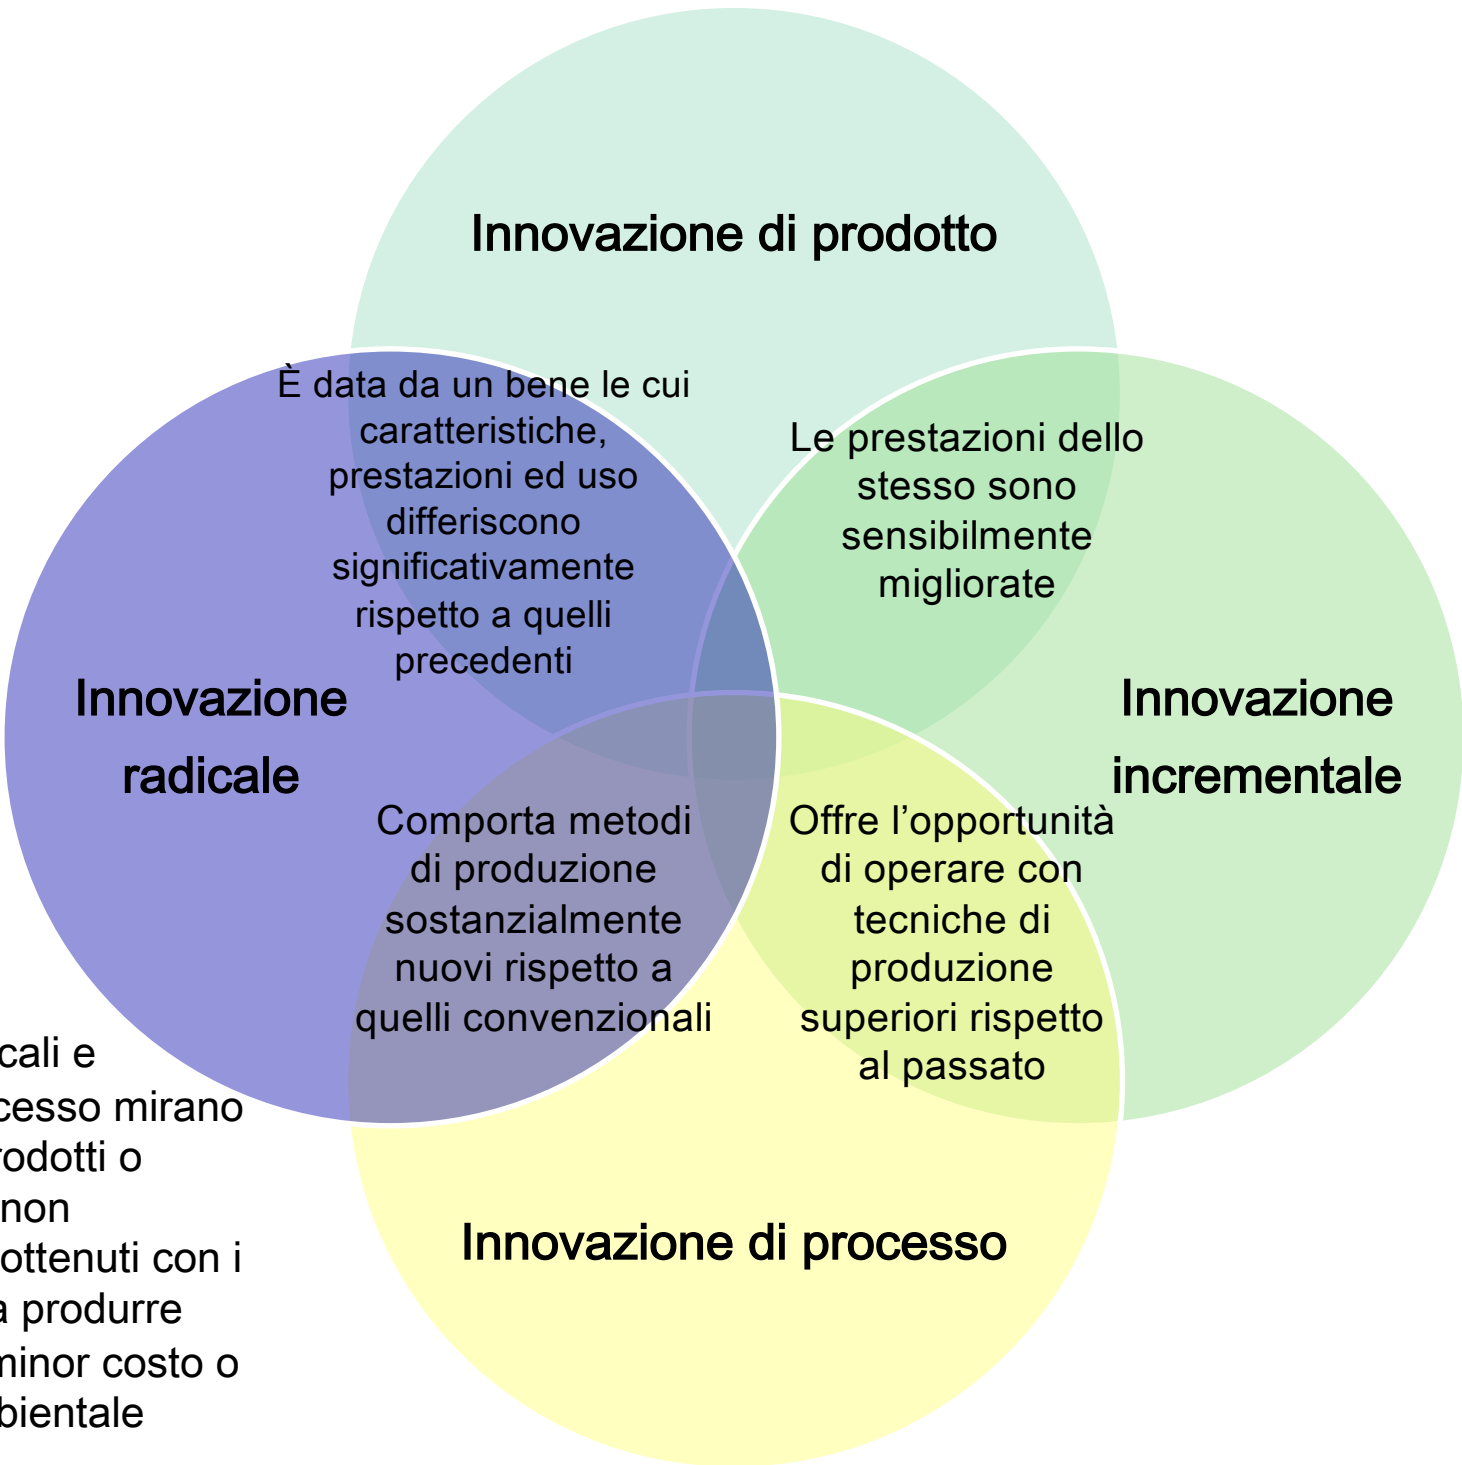 Innovazione di prodotto
È data da un bene le cui
caratteristiche,
prestazioni ed uso
differiscono
significativamente
rispetto a quelli
precedenti
Le prestazioni dello
stesso sono
sensibilmente
migliorate
Innovazione
radicale
Innovazione
incrementale
Comporta metodi
di produzione
sostanzialmente
nuovi rispetto a
quelli convenzionali
Offre l’opportunità
di operare con
tecniche di
produzione
superiori rispetto
al passato
cali e
cesso mirano
rodotti o
non
ottenuti con i
a produrre
minor costo o
bientale
Innovazione di processo